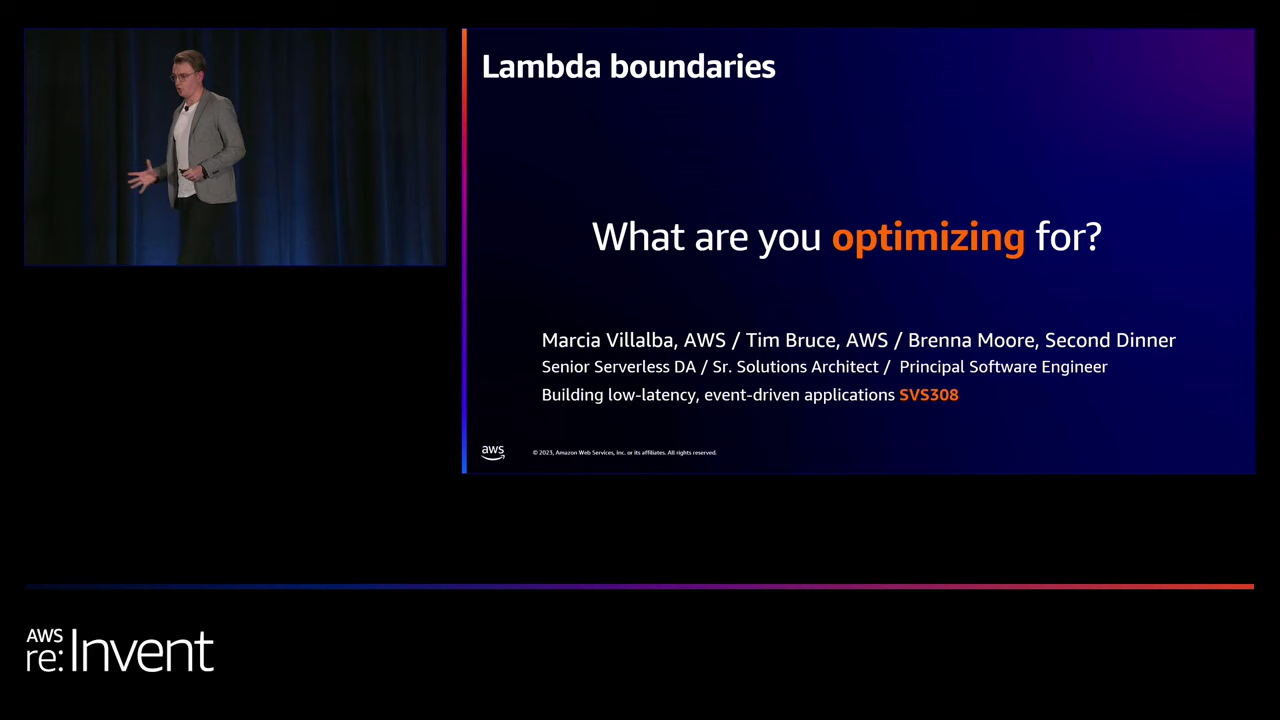 Lambda boundaries
What are you optimizing for?
Marcia Villalba, AWS / Tim Bruce, AWS / Brenna Moore, Second Dinner
Senior Serverless DA / Sr. Solutions Architect / Principal Software Engineer
Building low-latency, event-driven applications SVS308
aws
© 2023, Amazon Web Services, Inc. or its affiliates. All rights reserved.
AWS
re:Invent